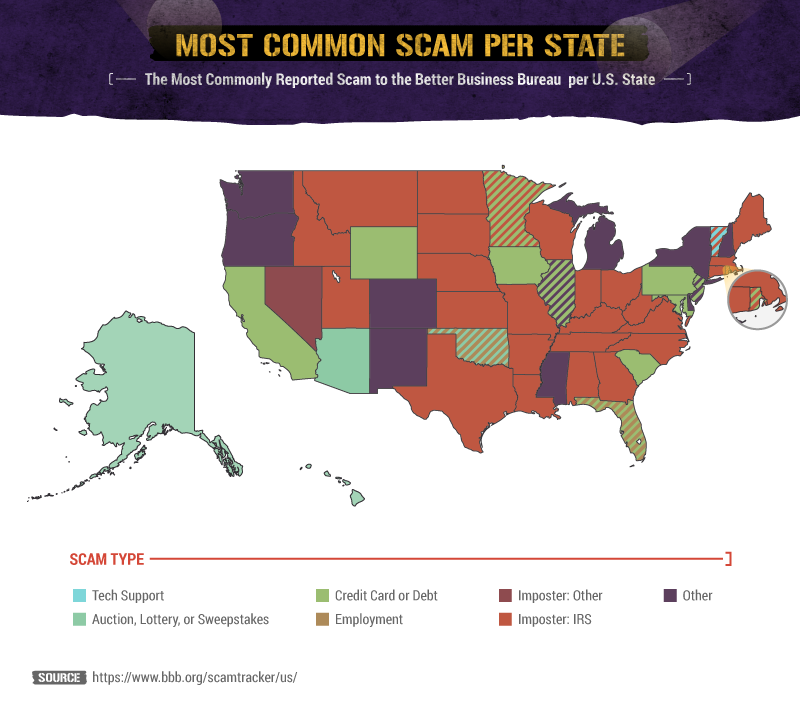 MOST COMMON SCAM PER STATE
The Most Commonly Reported Scam to the Better Business Bureau per U.S. State
SCAM TYPE
Tech Support
Credit Card or Debt
Imposter: Other
Other
Auction, Lottery, or Sweepstakes
Employment
Imposter: IRS
SOURCE https://www.bbb.org/scamtracker/us/